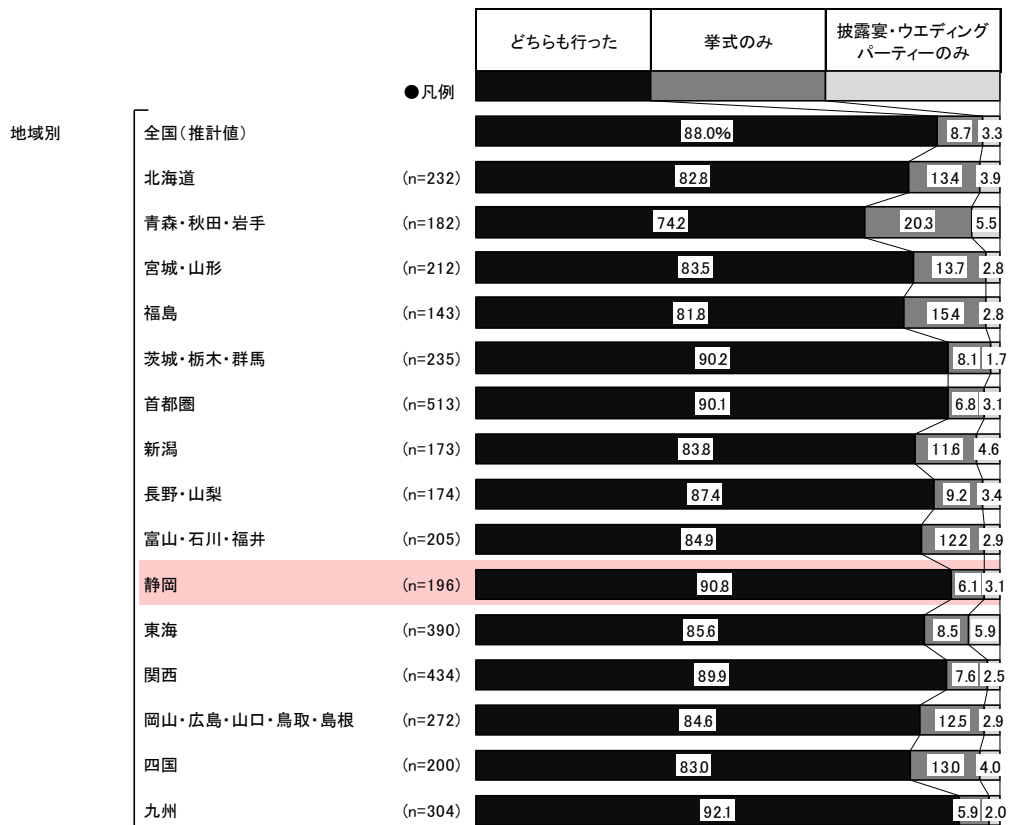 どちらも行った 挙式のみ 披露宴・ウエディング
パーティーのみ
●凡例
地域別 全国(推計値) 88.0% 8.7 3.3
北海道 (n=232) 82.8 13.4 3.9
青森・秋田・岩手 (n=182) 74.2 20.3 5.5
宮城・山形 (n=212) 83.5 13.7 2.8
福島 (n=143) 81.8 15.4 2.8
茨城・栃木・群馬 (n=235) 90.2 8.1 1.7
首都圏 (n=513) 90.1 6.8 3.1
新潟 (n=173) 83.8 11.6 4.6
長野・山梨 (n=174) 87.4 9.2 3.4
富山・石川・福井 (n=205) 84.9 12.2 2.9
静岡 (n=196) 90.8 6.1 3.1
東海 (n=390) 85.6 8.5 5.9
関西 (n=434) 89.9 7.6 2.5
岡山・広島・山口・鳥取・島根 (n=272) 84.6 12.5 2.9
四国 (n=200) 83.0 13.0 4.0
九州 (n=304) 92.1 5.9 2.0